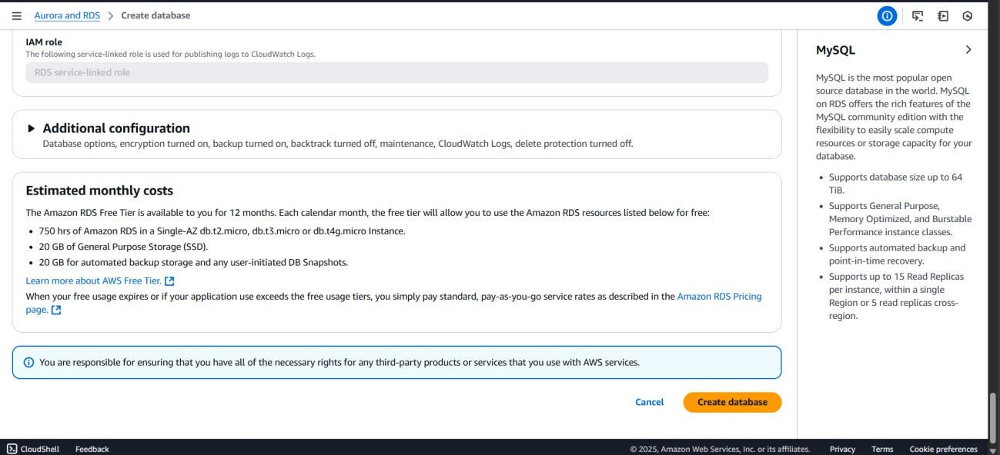 Aurora and RDS > Create database
IAM role
The following service-linked role is used for publishing logs to CloudWatch Logs.
RDS service-linked role
Additional configuration
Database options, encryption turned on, backup turned on, backtrack turned off, maintenance, CloudWatch Logs, delete protection turned off.
Estimated monthly costs
The Amazon RDS Free Tier is available to you for 12 months. Each calendar month, the free tier will allow you to use the Amazon RDS resources listed below for free:
• 750 hrs of Amazon RDS in a Single-AZ db.t2.micro, db.t3.micro or db.t4g.micro Instance.
• 20 GB of General Purpose Storage (SSD).
• 20 GB for automated backup storage and any user-initiated DB Snapshots.
Learn more about AWS Free Tier.
When your free usage expires or if your application use exceeds the free usage tiers, you simply pay standard, pay-as-you-go service rates as described in the Amazon RDS Pricing
page.
You are responsible for ensuring that you have all of the necessary rights for any third-party products or services that you use with AWS services.
Cancel
Create database
MySQL
MySQL is the most popular open
source database in the world. MySQL
on RDS offers the rich features of the
MySQL community edition with the
flexibility to easily scale compute
resources or storage capacity for your
database.
• Supports database size up to 64
TiB.
• Supports General Purpose,
Memory Optimized, and Burstable
Performance instance classes.
• Supports automated backup and
point-in-time recovery.
• Supports up to 15 Read Replicas
per instance, within a single
Region or 5 read replicas cross-
region.
CloudShell
Feedback
© 2025, Amazon Web Services, Inc. or its affiliates.
Privacy
Terms
Cookie preferences